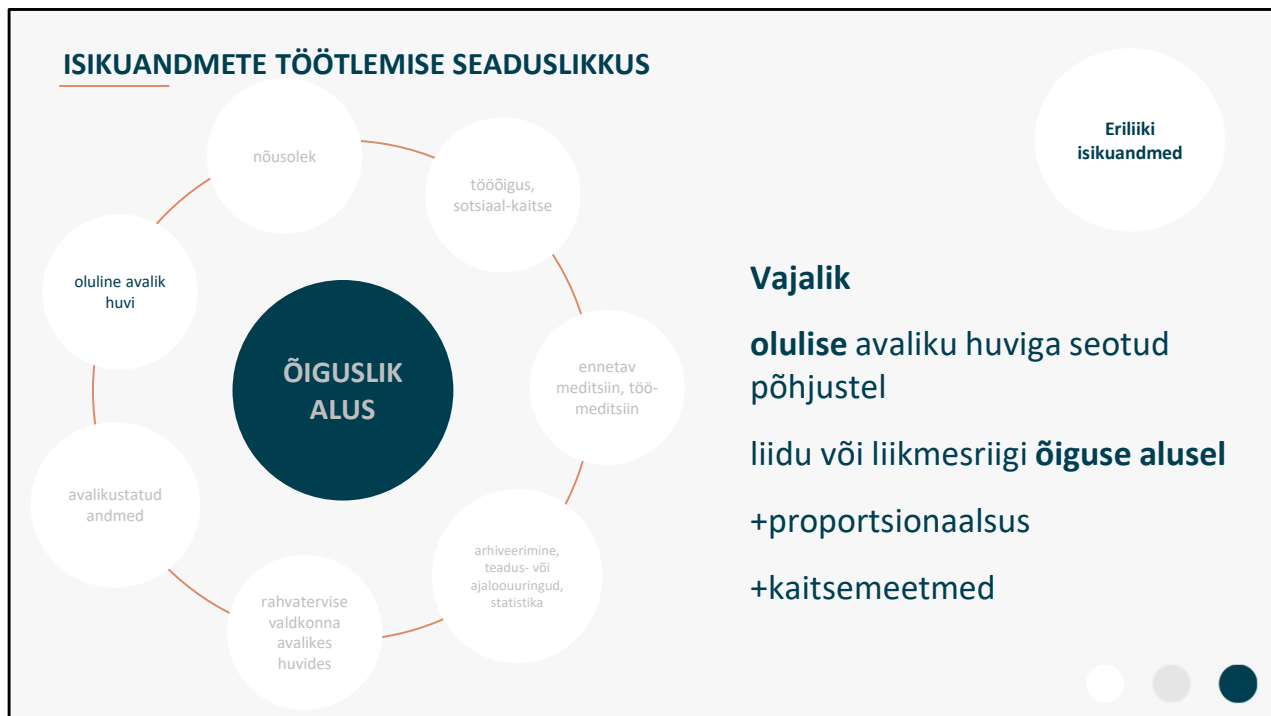 ISIKUANDMETE TÖÖTLEMISE SEADUSLIKKUS
Eriliiki
isikuandmed
nõusolek
tööõigus,
sotsiaal-kaitse
oluline avalik
huvi
ÕIGUSLIK
ALUS
ennetav
meditsiin, töö-
meditsiin
avalikustatud
andmed
arhiveerimine,
teadus- või
ajaloouuringud,
statistika
rahvatervise
valdkonna
avalikes
huvides
Vajalik
olulise avaliku huviga seotud
põhjustel
liidu või liikmesriigi õiguse alusel
+proportsionaalsus
+kaitsemeetmed